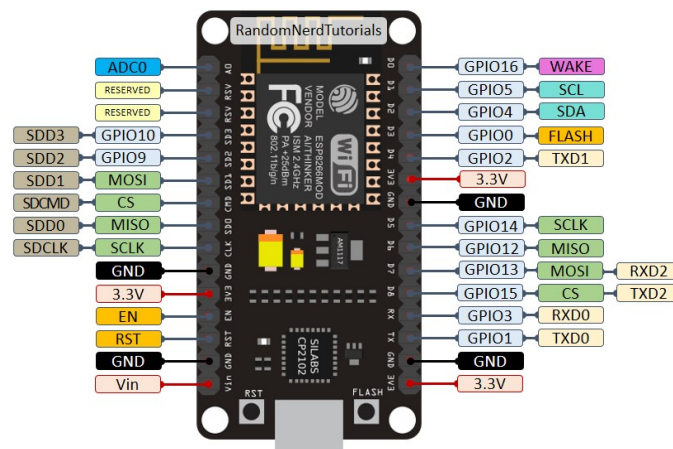 RandomNerdTutorials
ADC0
RESERVED
RESERVED
SDD3 GPIO10
SDD2 GPIO9
SDD1 MOSI
SDCMD CS
SDD0 MISO
SDCLK SCLK
GND
3.3V
EN
RST
GND
Vin
A0
RSV
RSV
SD3
SD2
SD1
CMD
SD0
CLK
GND
3V3
EN
RST
GND
Vin
MODEL
VENDOR
ESP8266MOD
AI/THINKER
ISM 2.4GHz
PA +25dBm
802.11b/g/n
FC
Wi Fi
AM1117
SILABS
CP2102
RST
FLASH
D0
D1
D2
D3
D4
3V3
GND
D5
D6
D7
D8
RX
TX
GND
3V3
GPIO16 WAKE
GPIO5 SCL
GPIO4 SDA
GPIO0 FLASH
GPIO2 TXD1
3.3V
GND
GPIO14 SCLK
GPIO12 MISO
GPIO13 MOSI RXD2
GPIO15 CS TXD2
GPIO3 RXD0
GPIO1 TXD0
GND
3.3V